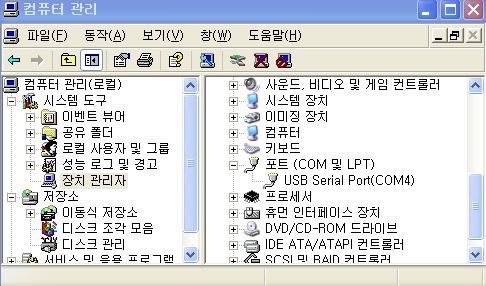 컴퓨터 관리
파일(F) 동작(A) 보기(V) 창(W) 도움말(H)
컴퓨터 관리(로컬)
시스템 도구
이벤트 뷰어
공유 폴더
로컬 사용자 및 그룹
성능 로그 및 경고
장치 관리자
저장소
이동식 저장소
디스크 조각 모음
디스크 관리
서비스 및 응용 프로그램
사운드, 비디오 및 게임 컨트롤러
시스템 장치
이미징 장치
컴퓨터
키보드
포트 (COM 및 LPT)
USB Serial Port(COM4)
프로세서
휴먼 인터페이스 장치
DVD/CD-ROM 드라이브
IDE ATA/ATAPI 컨트롤러
SCSI 및 RAID 컨트롤러